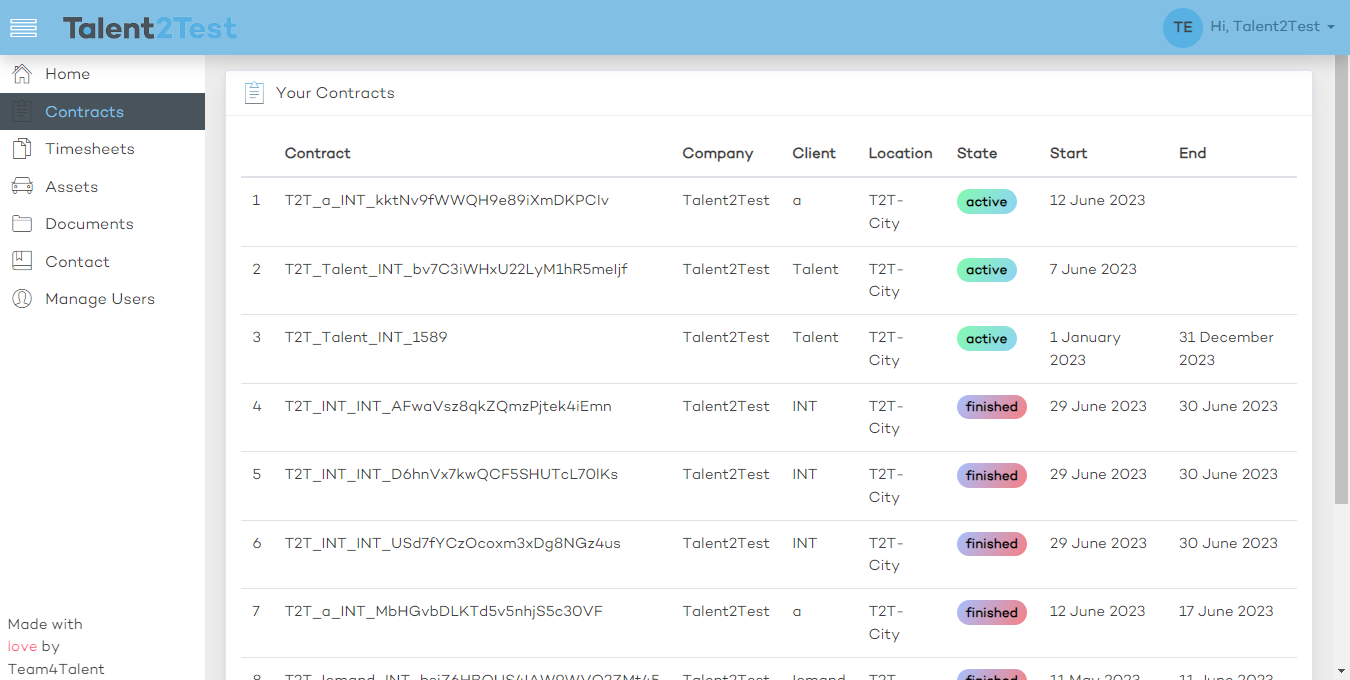 Talent2Test
TE Hi, Talent2Test
Home
Contracts
Timesheets
Assets
Documents
Contact
Manage Users
Made with
love by
Team4Talent
Your Contracts
Contract Company Client Location State Start End
1 T2T_a_INT_kktNv9fWWQH9e89iXmDKPCIv Talent2Test a T2T- active 12 June 2023
City
2 T2T_Talent_INT_bv7C3iWHxU22LyM1hR5meljf Talent2Test Talent T2T- active 7 June 2023
City
3 T2T_Talent_INT_1589 Talent2Test Talent T2T- active 1 January 31 December
City 2023 2023
4 T2T_INT_INT_AFwaVsz8qkZQmzPjtek4iEmn Talent2Test INT T2T- finished 29 June 2023 30 June 2023
City
5 T2T_INT_INT_D6hnVx7kwQCF5SHUTcL70lKs Talent2Test INT T2T- finished 29 June 2023 30 June 2023
City
6 T2T_INT_INT_USd7fYCzOcoxm3xDg8NGz4us Talent2Test INT T2T- finished 29 June 2023 30 June 2023
City
7 T2T_a_INT_MbHGvbDLKTd5v5nhjS5c30VF Talent2Test a T2T- finished 12 June 2023 17 June 2023
City
8 Talent2Test T2T- finished 11 May 2023 11 June 2023